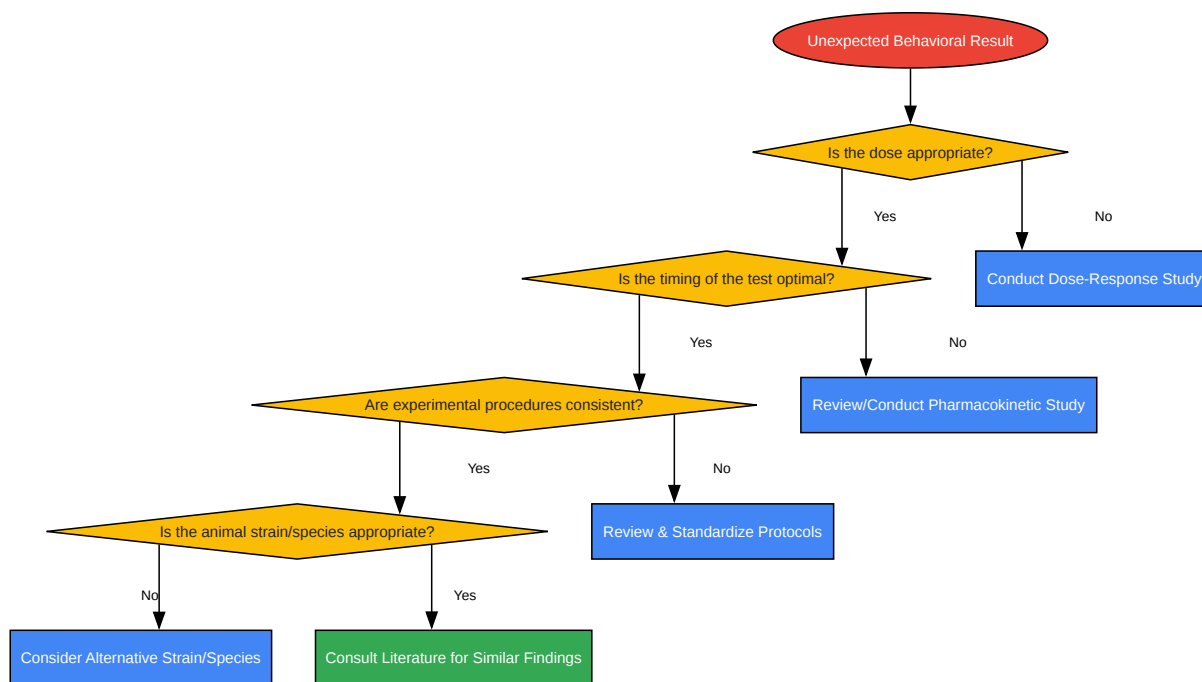 Unexpected Behavioral Result
Is the dose appropriate?
Yes
No
Is the timing of the test optimal?
Conduct Dose-Response Study
Yes
No
Are experimental procedures consistent?
Review/Conduct Pharmacokinetic Study
Yes
No
Is the animal strain/species appropriate?
Review & Standardize Protocols
No
Yes
Consider Alternative Strain/Species
Consult Literature for Similar Findings